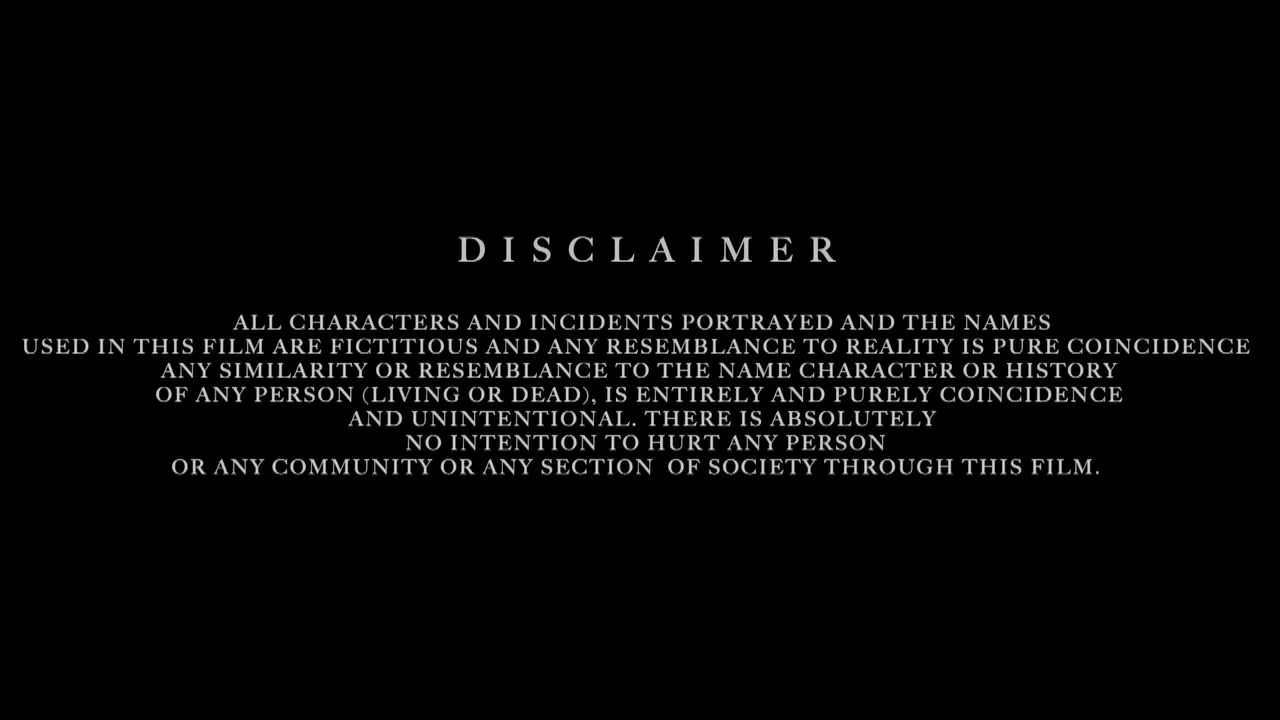 DISCLAIMER
ALL CHARACTERS AND INCIDENTS PORTRAYED AND THE NAMES
USED IN THIS FILM ARE FICTITIOUS AND ANY RESEMBLANCE TO REALITY IS PURE COINCIDENCE
ANY SIMILARITY OR RESEMBLANCE TO THE NAME CHARACTER OR HISTORY
OF ANY PERSON (LIVING OR DEAD), IS ENTIRELY AND PURELY COINCIDENCE
AND UNINTENTIONAL. THERE IS ABSOLUTELY
NO INTENTION TO HURT ANY PERSON
OR ANY COMMUNITY OR ANY SECTION OF SOCIETY THROUGH THIS FILM.